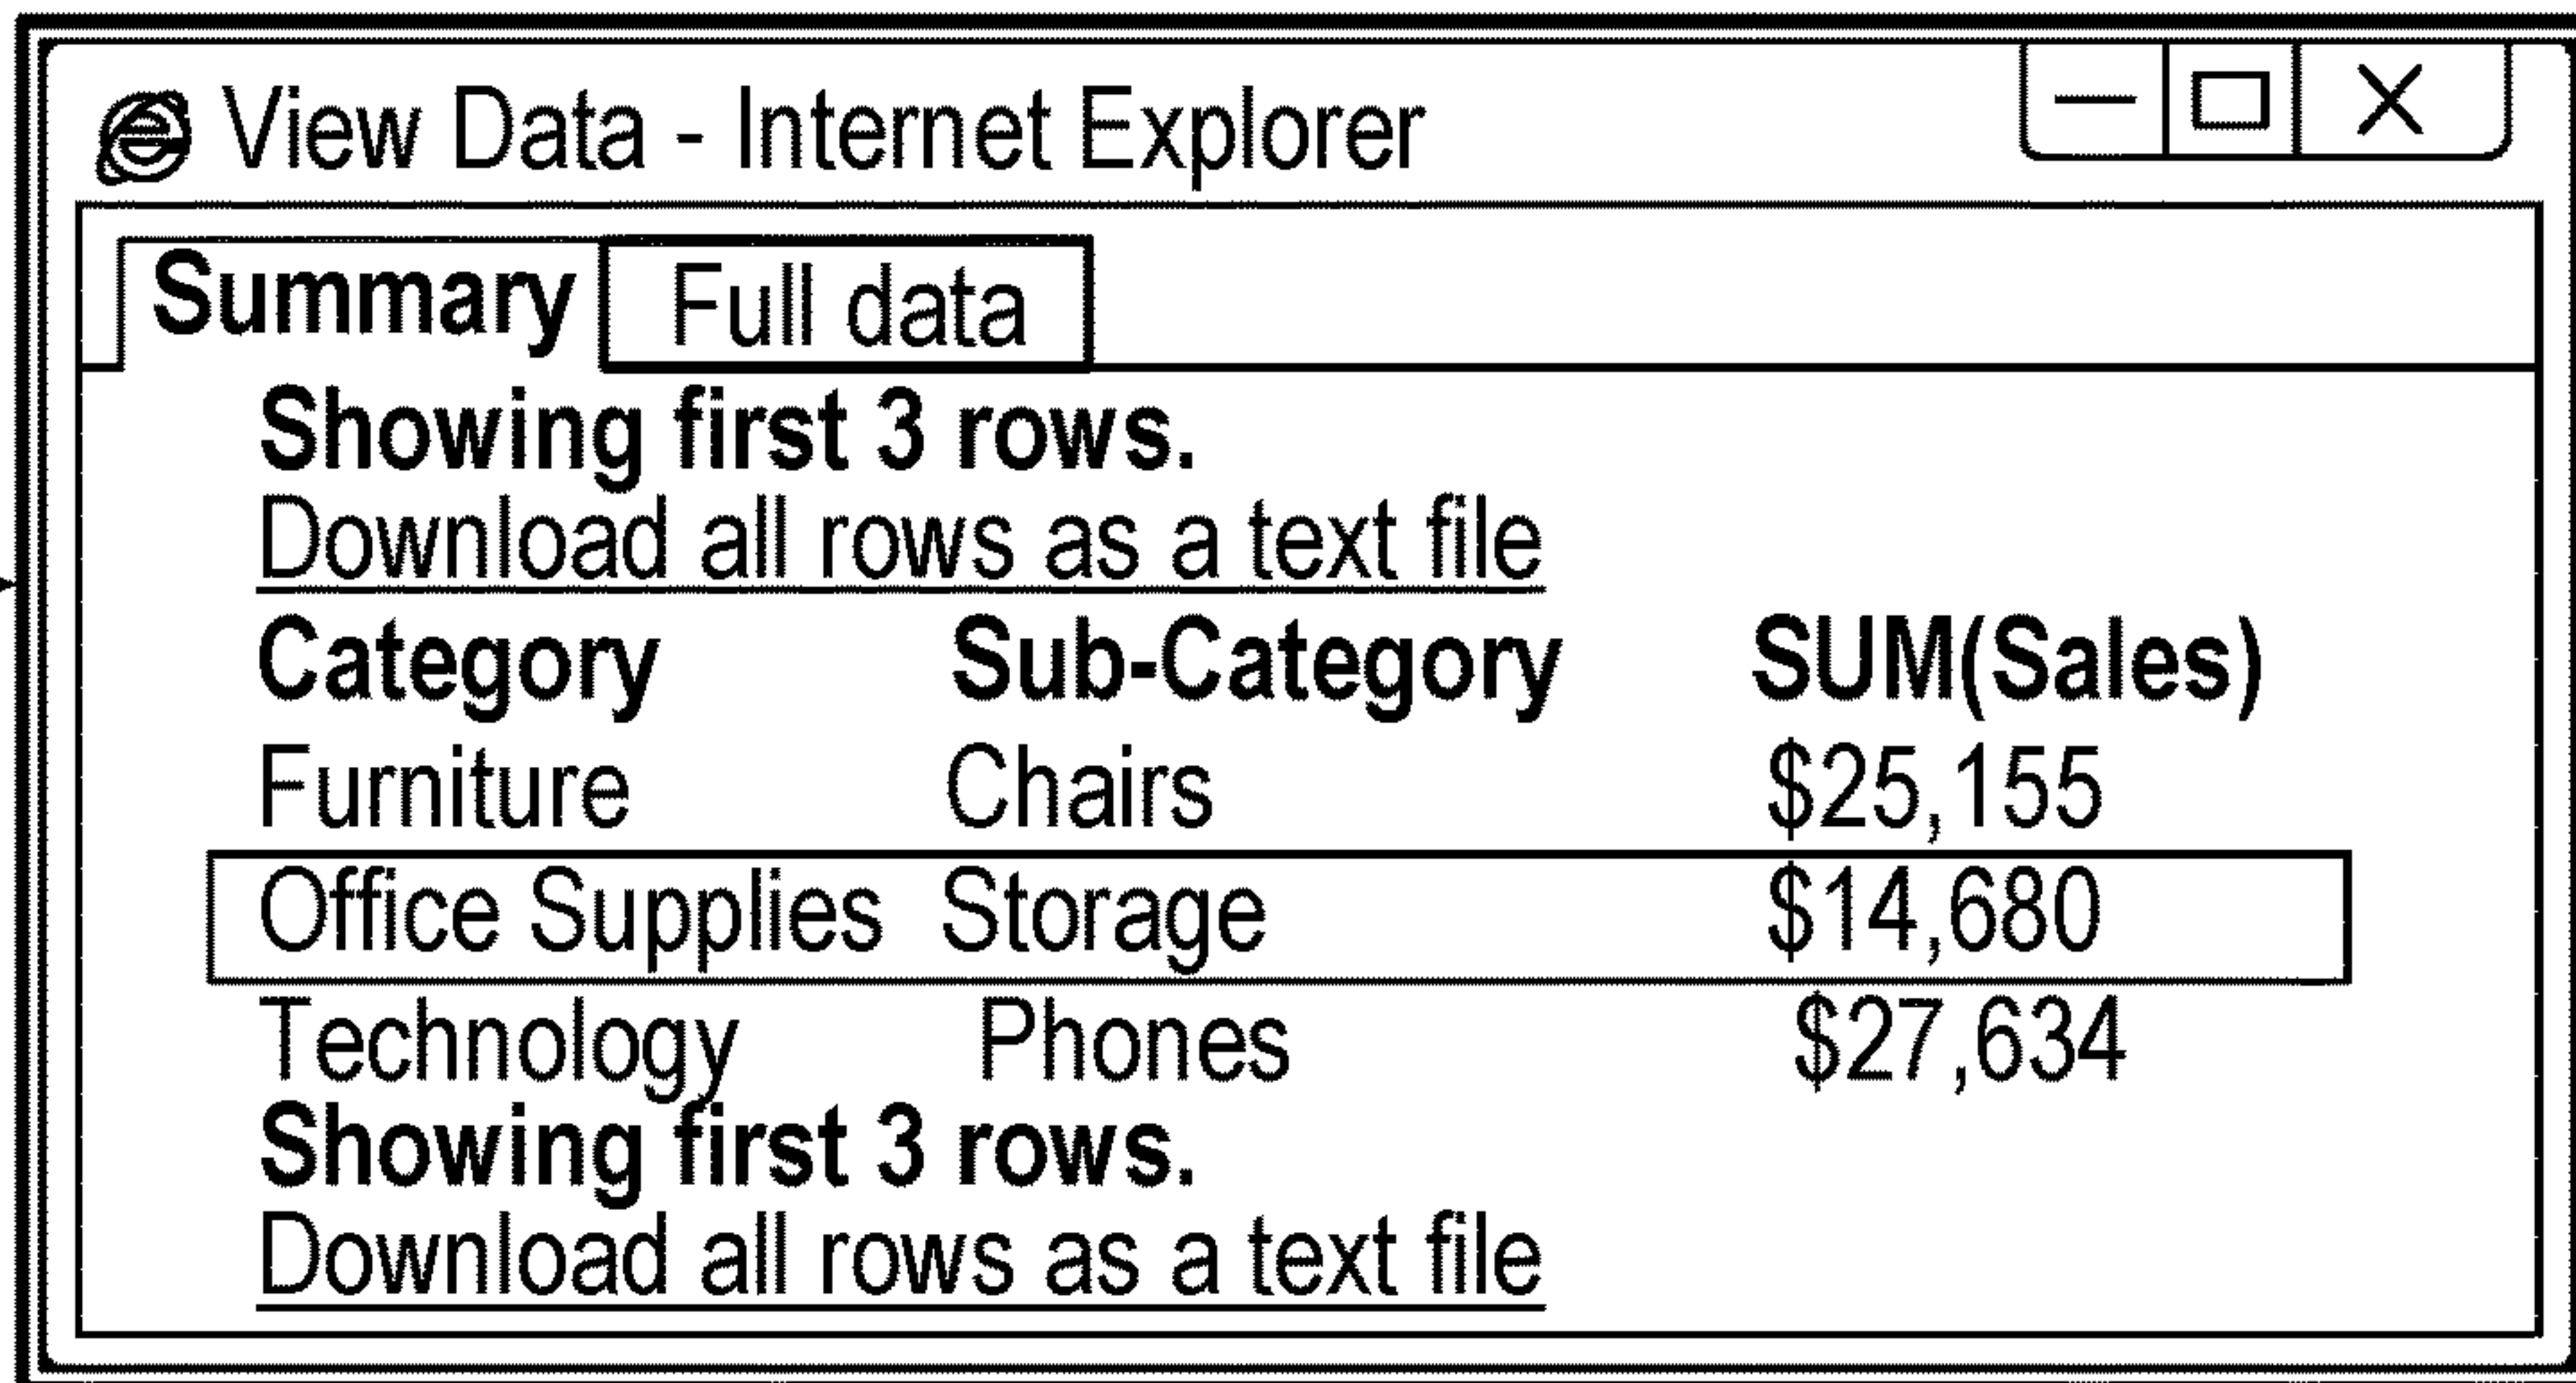 View Data - Internet Explorer
Summary Full data
Showing first 3 rows.
Download all rows as a text file
Category Sub-Category SUM(Sales)
Furniture Chairs $25,155
Office Supplies Storage $14,680
Technology Phones $27,634
Showing first 3 rows.
Download all rows as a text file